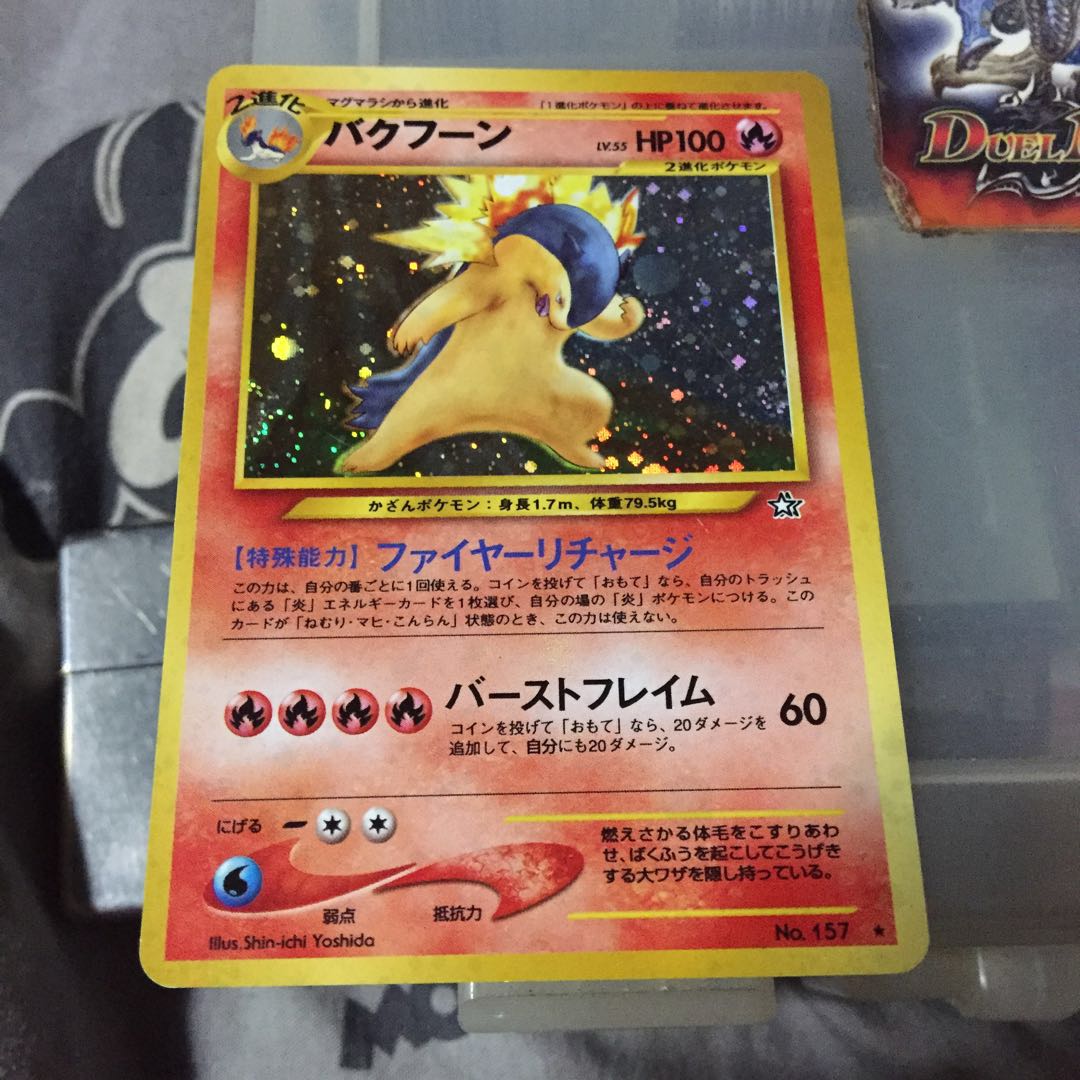 2進化
マグマラシから進化
「1進化ポケモン」の上に重ねて進化させます。
バクフーン
LV.55 HP100
2進化ポケモン
かざんポケモン：身長1.7m、体重79.5kg
【特殊能力】ファイヤーリチャージ
この力は、自分の番ごとに1回使える。コインを投げて「おもて」なら、自分のトラッシュ
にある「炎」エネルギーカードを1枚選び、自分の場の「炎」ポケモンにつける。この
カードが「ねむり・マヒ・こんらん」状態のとき、この力は使えない。
バーストフレイム
60
コインを投げて「おもて」なら、20ダメージを
追加して、自分にも20ダメージ。
にげる
燃えさかる体毛をこすりあわ
せ、ばくふうを起こしてこうげき
する大ワザを隠し持っている。
弱点
抵抗力
Illus.Shin-ichi Yoshida
No. 157 ★
DUEL